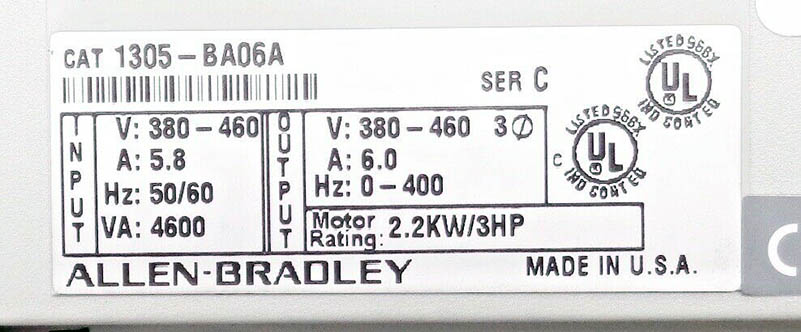 CAT 1305-BA06A
SER C
LISTED 966X
UL
IND CONT EQ
INPUT
V: 380-460
A: 5.8
Hz: 50/60
VA: 4600
OUTPUT
V: 380-460 3Ø
A: 6.0
Hz: 0-400
Motor Rating: 2.2KW/3HP
C
LISTED 966X
UL
IND CONT EQ
ALLEN-BRADLEY
MADE IN U.S.A.